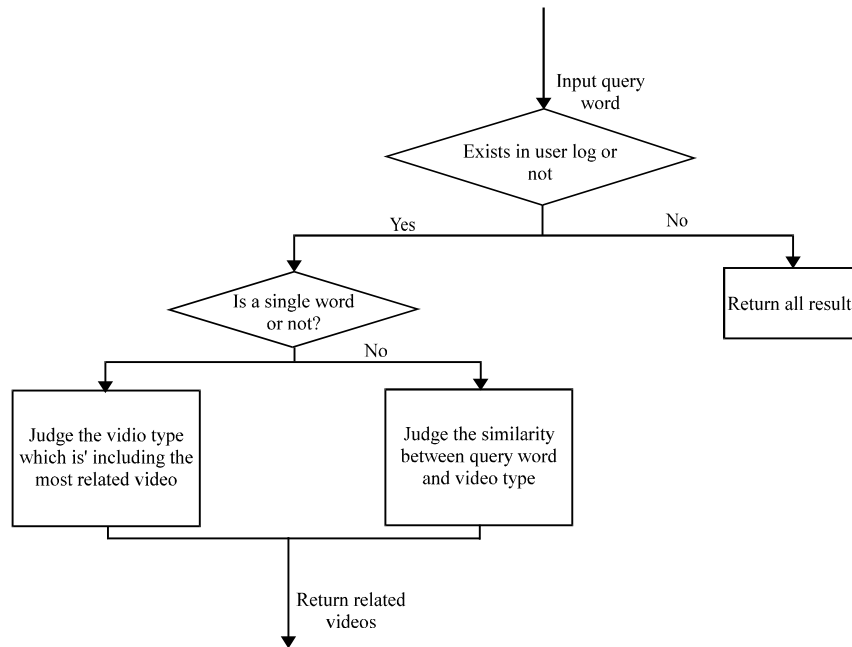 Input query
word
Exists in user log or
not
Yes
No
Is a single word
or not?
Return all result
No
Judge the vidio type
which is' including the
most related video
Judge the similarity
between query word
and video type
Return related
videos